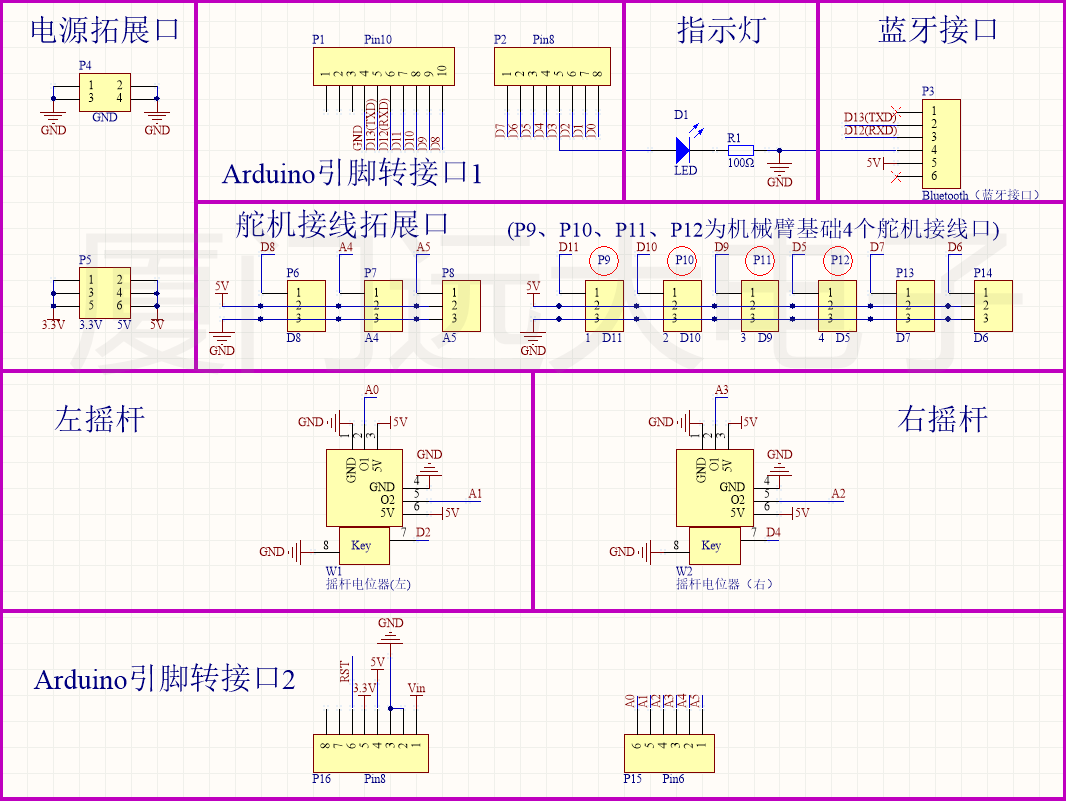 电源拓展口
P4
1 2
3 4
GND
GND
GND
P5
1 2
3 4
5 6
3.3V 3.3V 5V 5V
P1 Pin10
1 2 3 4 5 6 7 8 9 10
GND
D13(TXD)
D12(RXD)
D11
D10
D9
D8
P2 Pin8
1 2 3 4 5 6 7 8
D7
D6
D5
D4
D3
D2
D1
D0
Arduino引脚转接口1
指示灯
D1
LED
R1
100Ω
GND
蓝牙接口
P3
D13(TXD)
D12(RXD)
5V
1
2
3
4
5
6
Bluetooth（蓝牙接口）
舵机接线拓展口
(P9、P10、P11、P12为机械臂基础4个舵机接线口)
D8 A4 A5 D11 D10 D9 D5 D7 D6
P6 P7 P8 P9 P10 P11 P12 P13 P14
5V 5V
1 1 1 1 1 1 1 1 1
2 2 2 2 2 2 2 2 2
3 3 3 3 3 3 3 3 3
GND D8 A4 A5 GND 1 D11 2 D10 3 D9 4 D5 D7 D6
厦门远大电子
左摇杆
A0
GND 5V
1 2 3
GND O1 5V
GND
GND 4
O2 5 A1
5V 6 5V
Key 7 D2
GND 8
W1
摇杆电位器(左)
右摇杆
A3
GND 5V
1 2 3
GND O1 5V
GND
GND 4
O2 5 A2
5V 6 5V
Key 7 D4
GND 8
W2
摇杆电位器（右）
Arduino引脚转接口2
GND
RST
5V
3.3V
Vin
8 7 6 5 4 3 2 1
P16 Pin8
A0 A1 A2 A3 A4 A5
6 5 4 3 2 1
P15 Pin6